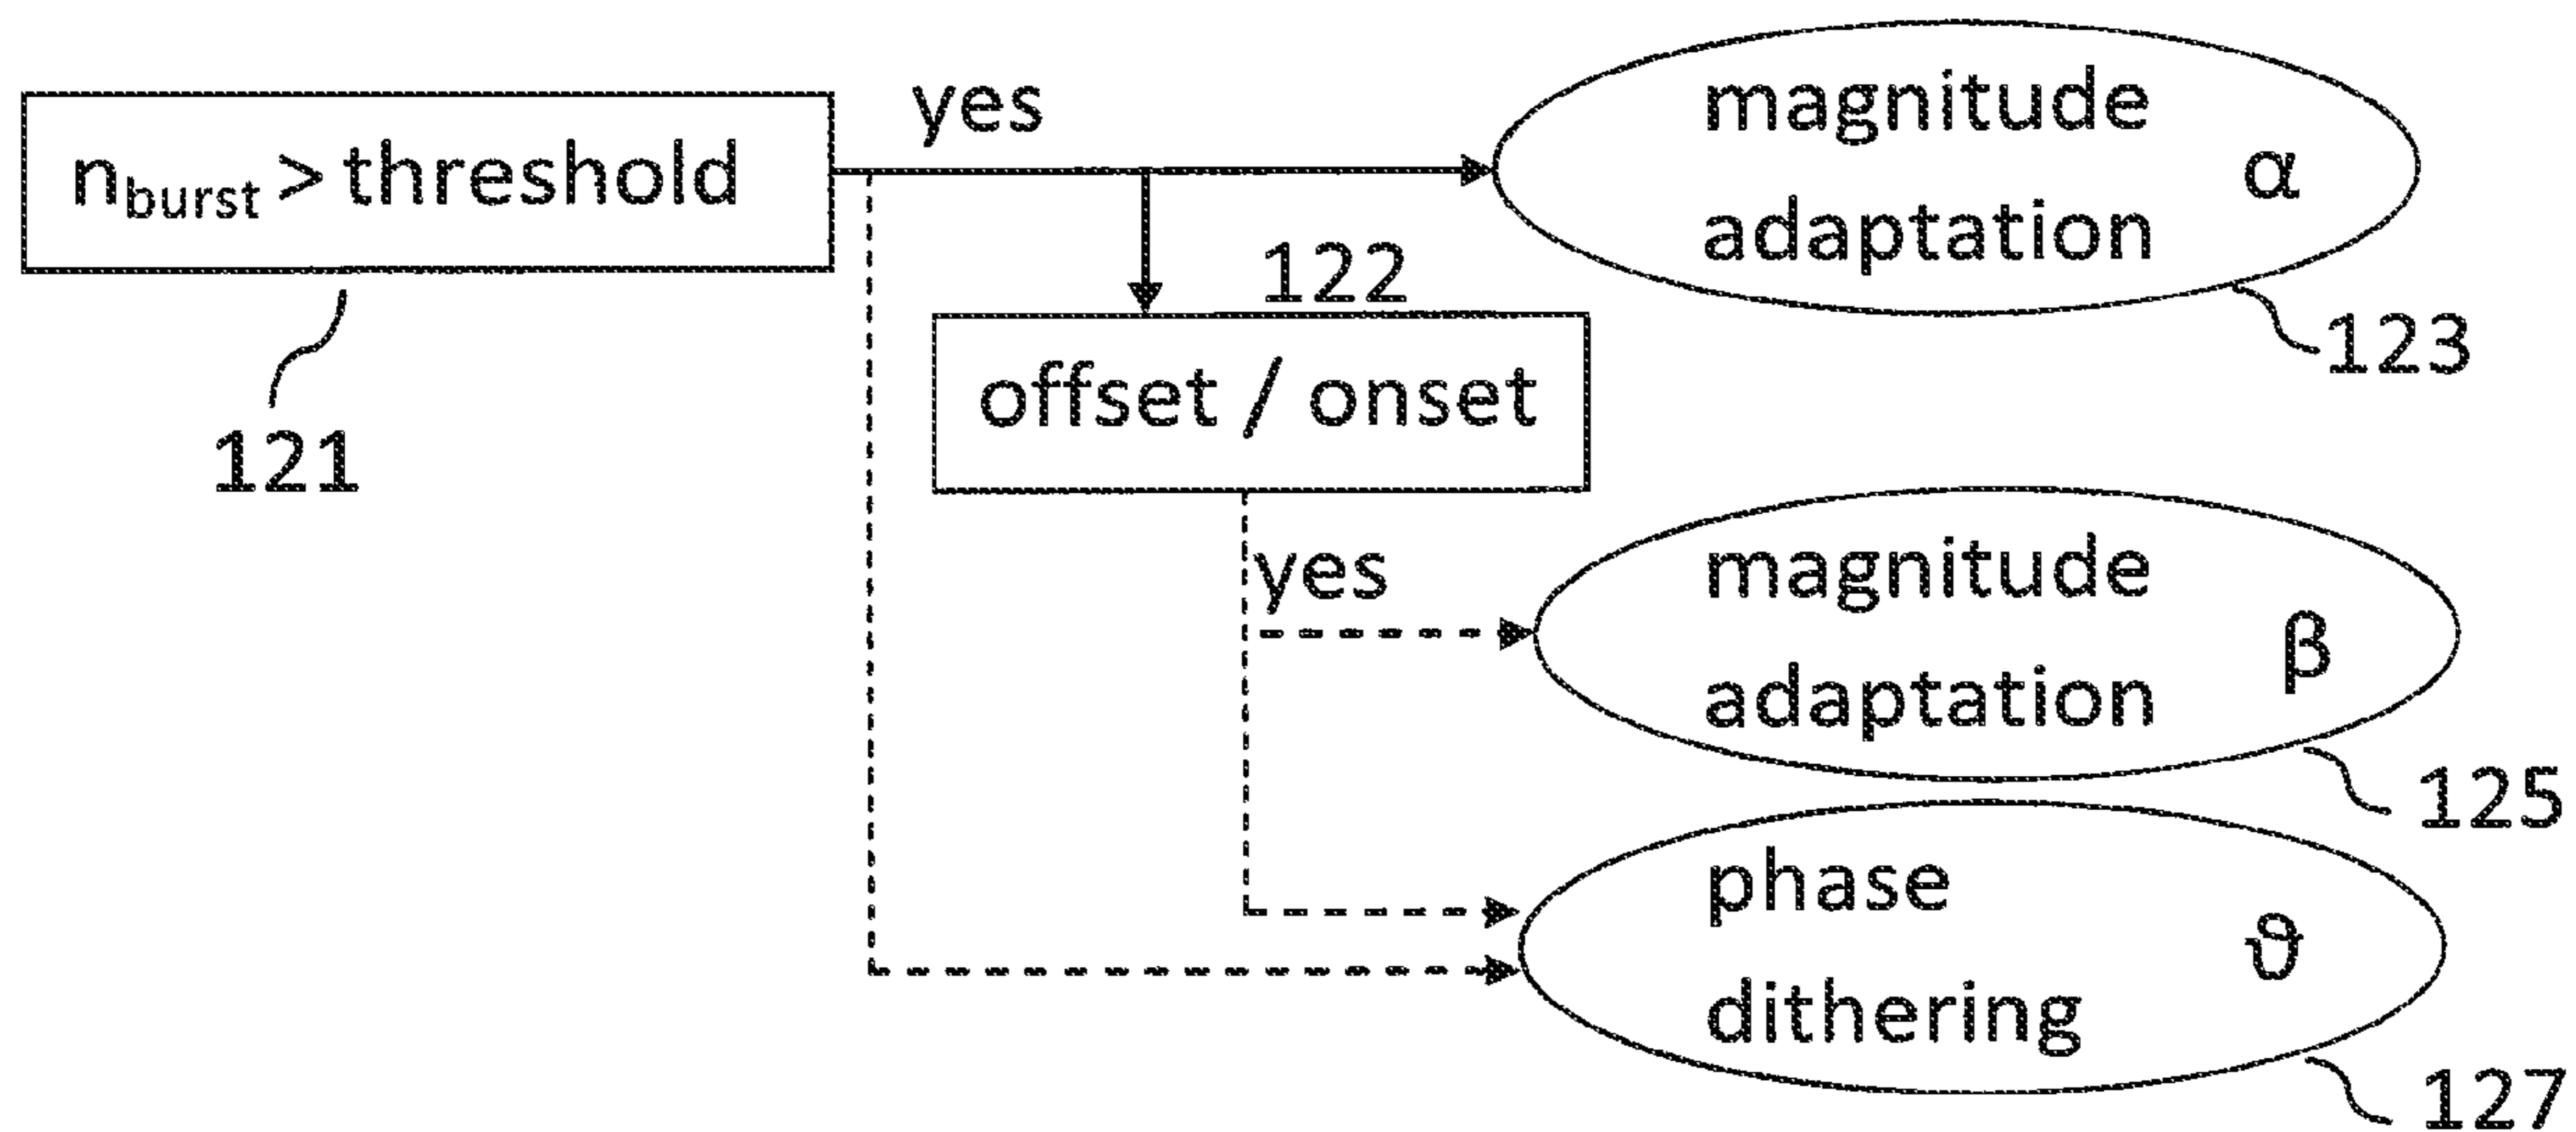 yes
n_burst > threshold
magnitude
adaptation α
122
123
offset / onset
121
yes
magnitude
adaptation β
125
phase
dithering ϑ
127